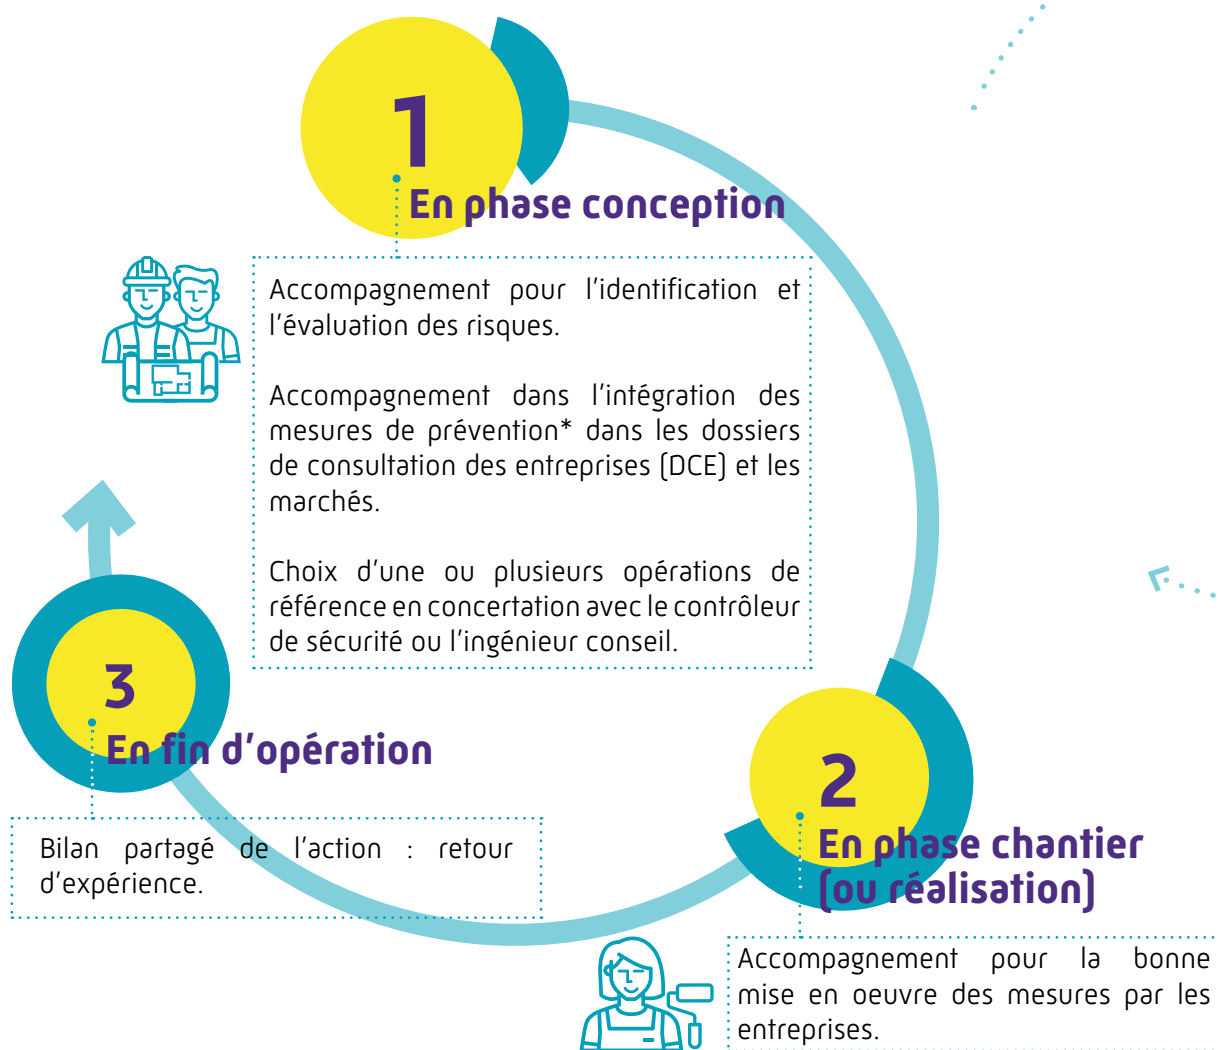 1
En phase conception
Accompagnement pour l'identification et
l'évaluation des risques.
Accompagnement dans l'intégration des
mesures de prévention* dans les dossiers
de consultation des entreprises (DCE) et les
marchés.
Choix d'une ou plusieurs opérations de
référence en concertation avec le contrôleur
de sécurité ou l'ingénieur conseil.
2
En phase chantier
(ou réalisation)
Accompagnement pour la bonne
mise en oeuvre des mesures par les
entreprises.
3
En fin d'opération
Bilan partagé de l'action : retour
d'expérience.